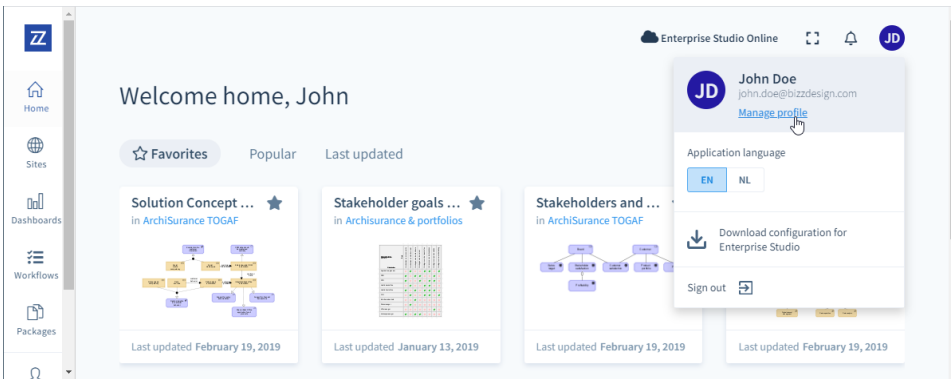 ZZ
Home
Sites
Dashboards
Workflows
Packages
Enterprise Studio Online
JD
Welcome home, John
Favorites
Popular
Last updated
Solution Concept ...
in ArchiSurance TOGAF
Last updated February 19, 2019
Stakeholder goals ...
in Archisurance & portfolios
Last updated January 13, 2019
Stakeholders and ...
in ArchiSurance TOGAF
Last updated February 19, 2019
Last updated February 19, 2019
JD
John Doe
john.doe@bizzdesign.com
Manage profile
Application language
EN
NL
Download configuration for
Enterprise Studio
Sign out